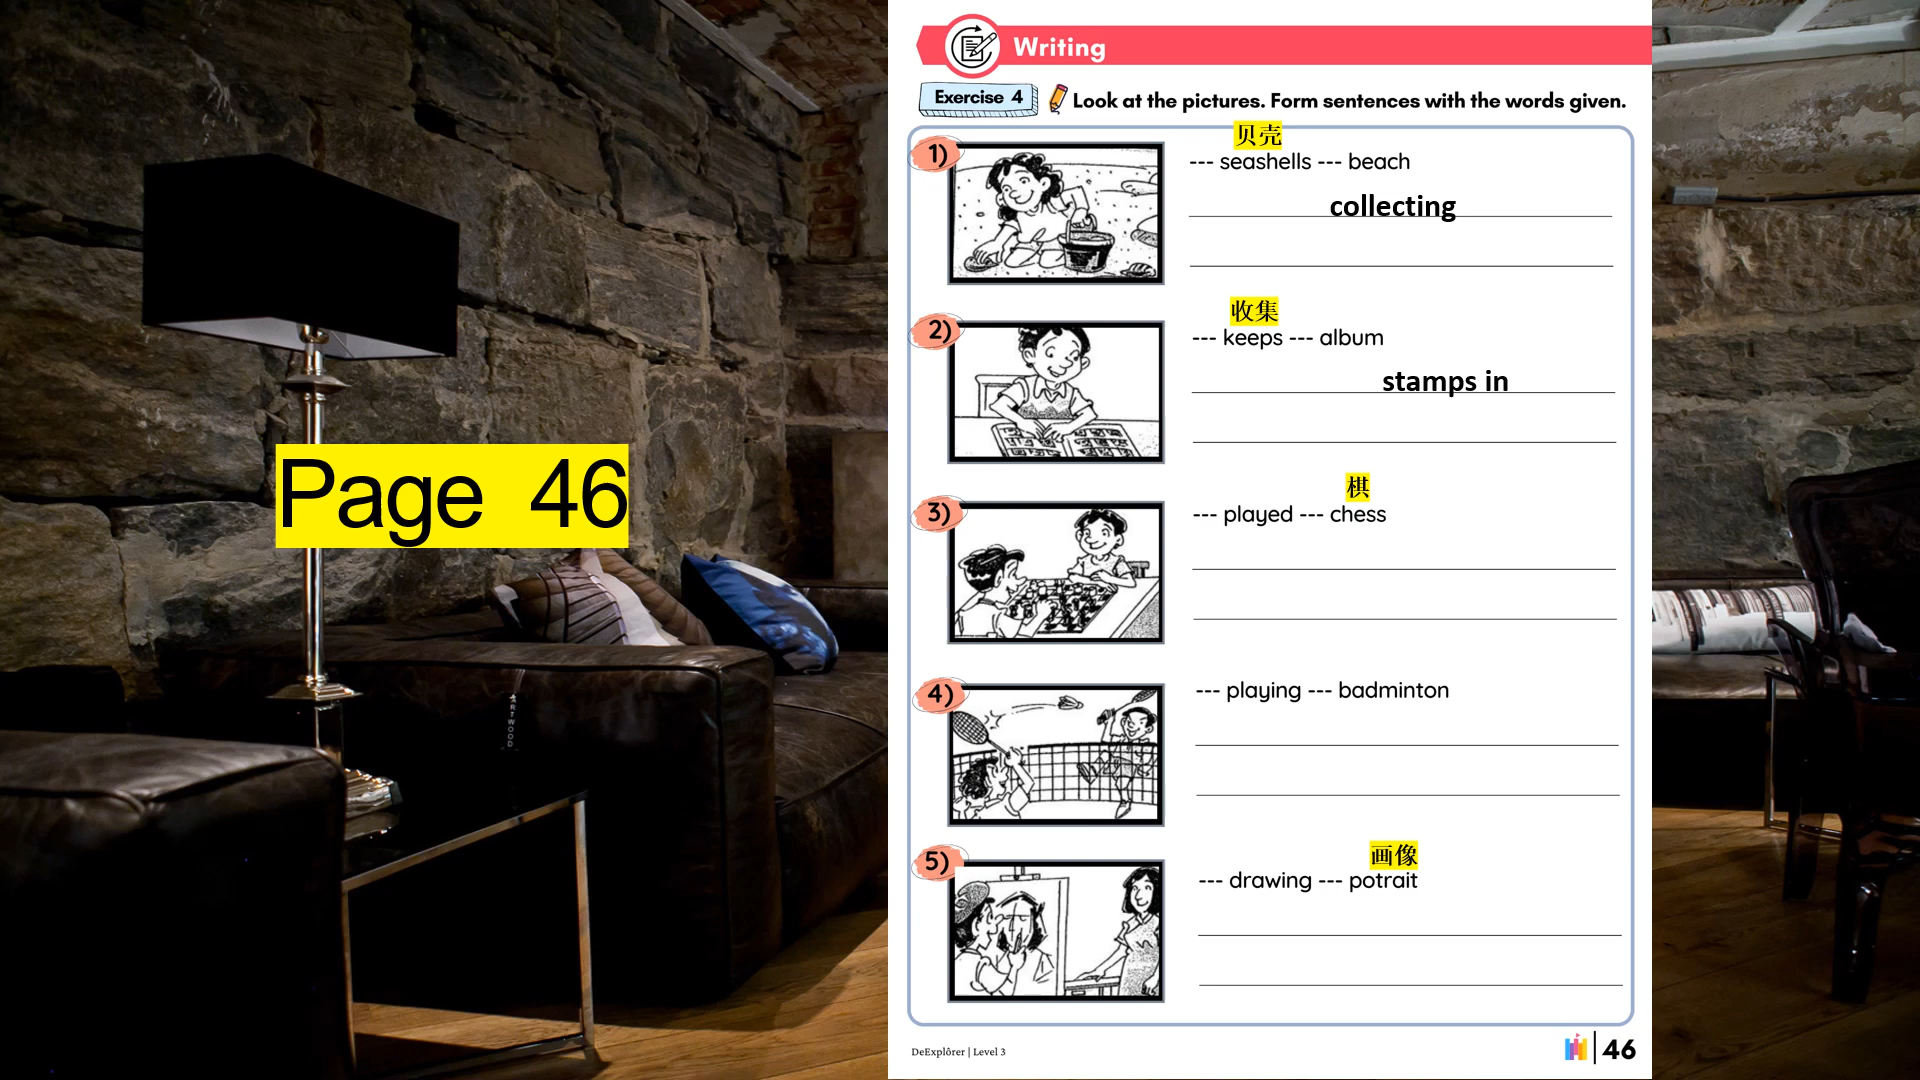 Page 46
Writing
Exercise 4
Look at the pictures. Form sentences with the words given.
1)
贝壳
--- seashells --- beach
collecting
2)
收集
--- keeps --- album
stamps in
3)
棋
--- played --- chess
4)
--- playing --- badminton
5)
画像
--- drawing --- potrait
ARTWOOD
DeExplôrer | Level 3
46